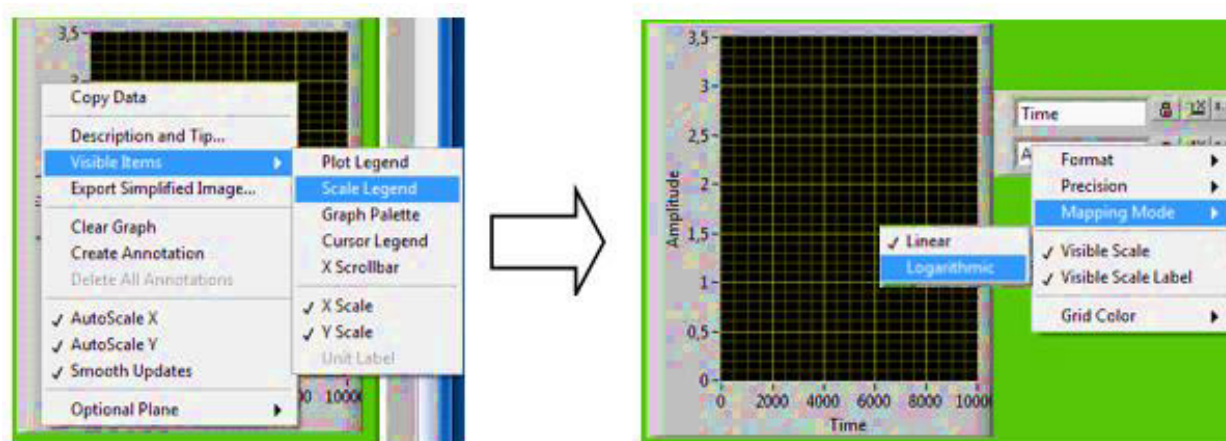 3,5
Copy Data
Description and Tip...
Visible Items
Export Simplified Image...
Clear Graph
Create Annotation
Delete All Annotations
✓ AutoScale X
✓ AutoScale Y
✓ Smooth Updates
Optional Plane
Plot Legend
Scale Legend
Graph Palette
Cursor Legend
X Scrollbar
✓ X Scale
✓ Y Scale
Unit Label
3,5
3
2,5
2
1,5
1
0,5
0
Amplitude
0 2000 4000 6000 8000
Time
Time
Format
Precision
Mapping Mode
✓ Visible Scale
✓ Visible Scale Label
Grid Color
✓ Linear
Logarithmic